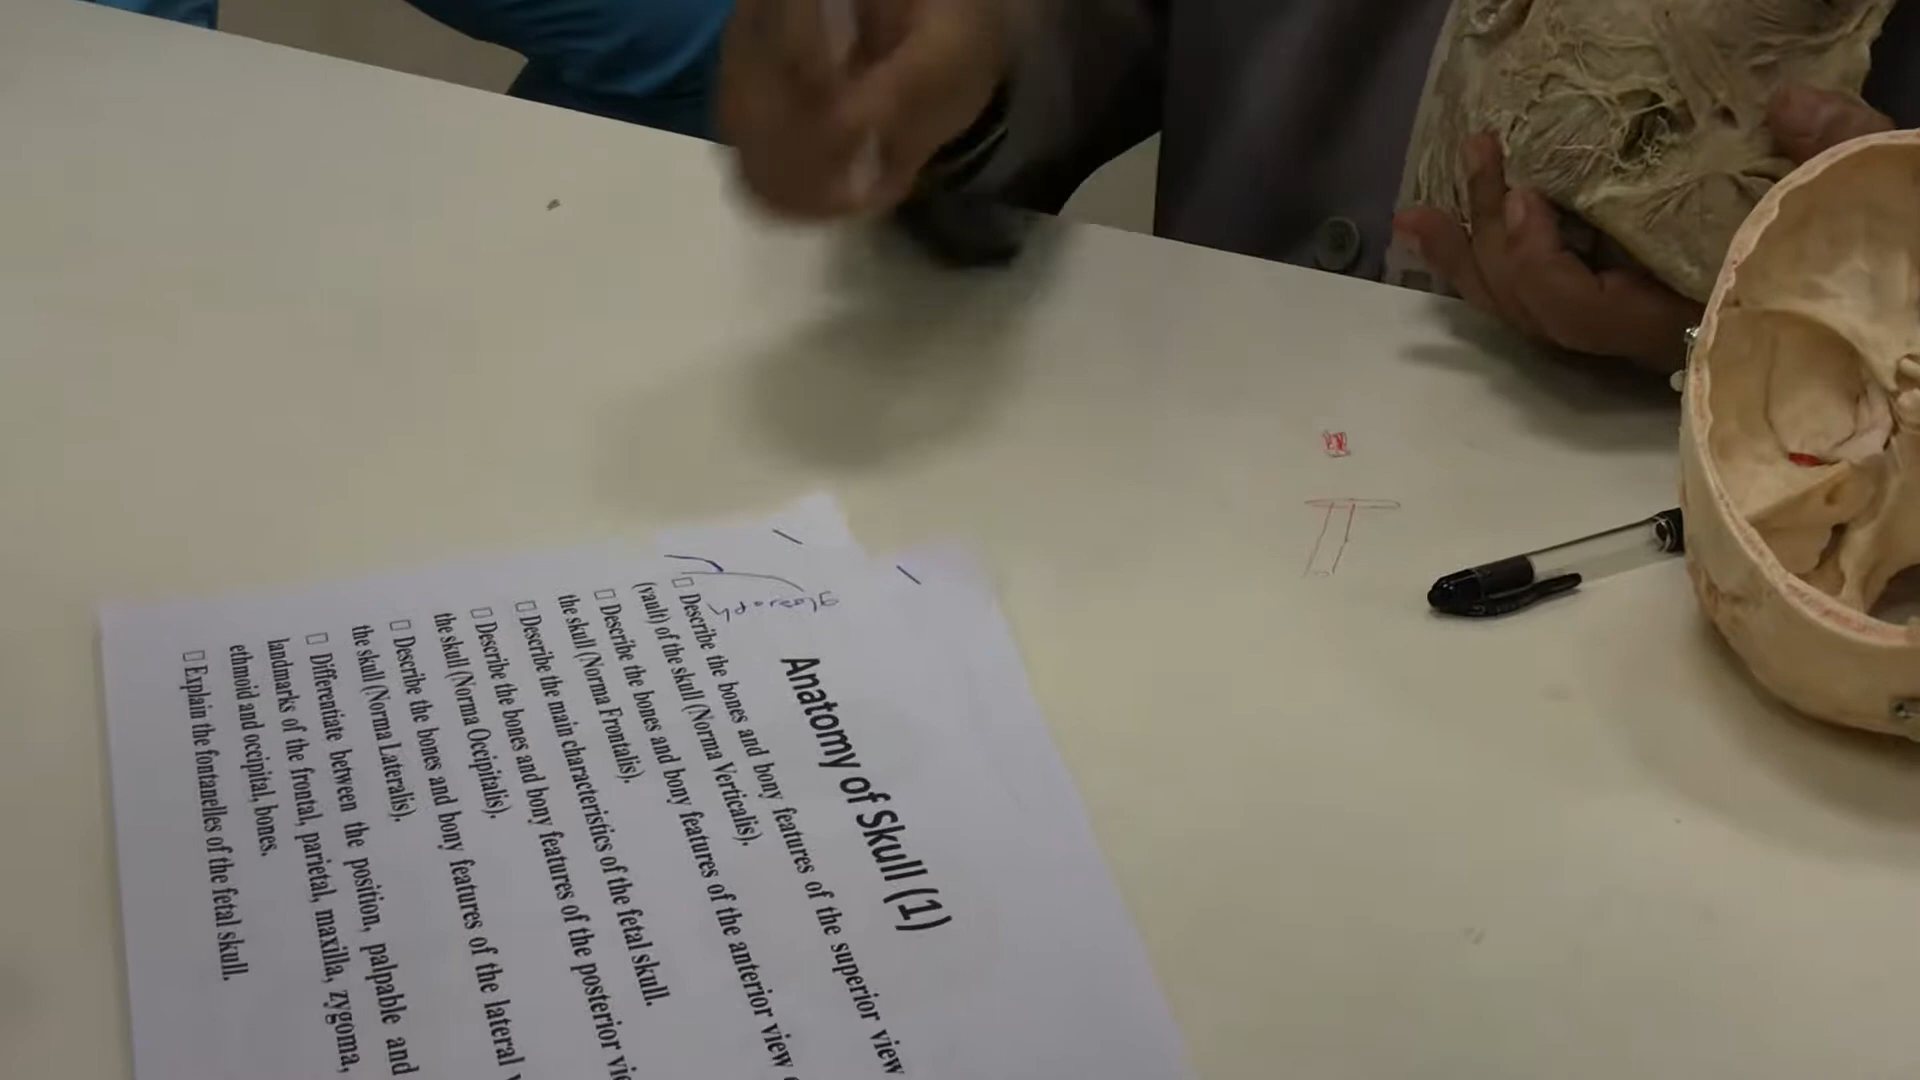 Anatomy of Skull (1)
Describe the bones and bony features of the superior view
(vault) of the skull (Norma Verticalis).
Describe the bones and bony features of the anterior view
the skull (Norma Frontalis).
Describe the main characteristics of the fetal skull.
Describe the bones and bony features of the posterior
the skull (Norma Occipitalis).
Describe the bones and bony features of the lateral
the skull (Norma Lateralis).
Differentiate between the position, palpable and
landmarks of the frontal, parietal, maxilla, zygoma,
ethmoid and occipital, bones.
Explain the fontanelles of the fetal skull.